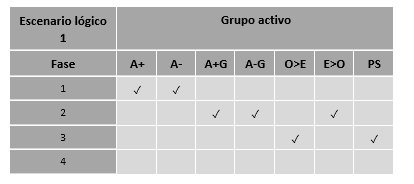 Escenario lógico 1 Grupo activo
Fase A+ A- A+G A-G O>E E>O PS
1 ✓ ✓
2 ✓ ✓ ✓
3 ✓ ✓
4